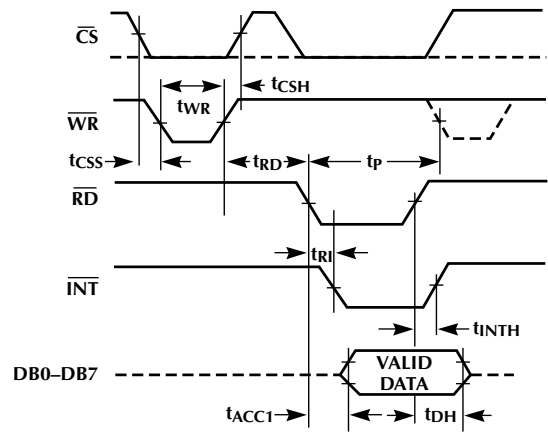 CS
tWR
tCSH
WR
tCSS
tRD
tP
RD
tRI
INT
tINTH
DB0–DB7
VALID
DATA
tACC1
tDH